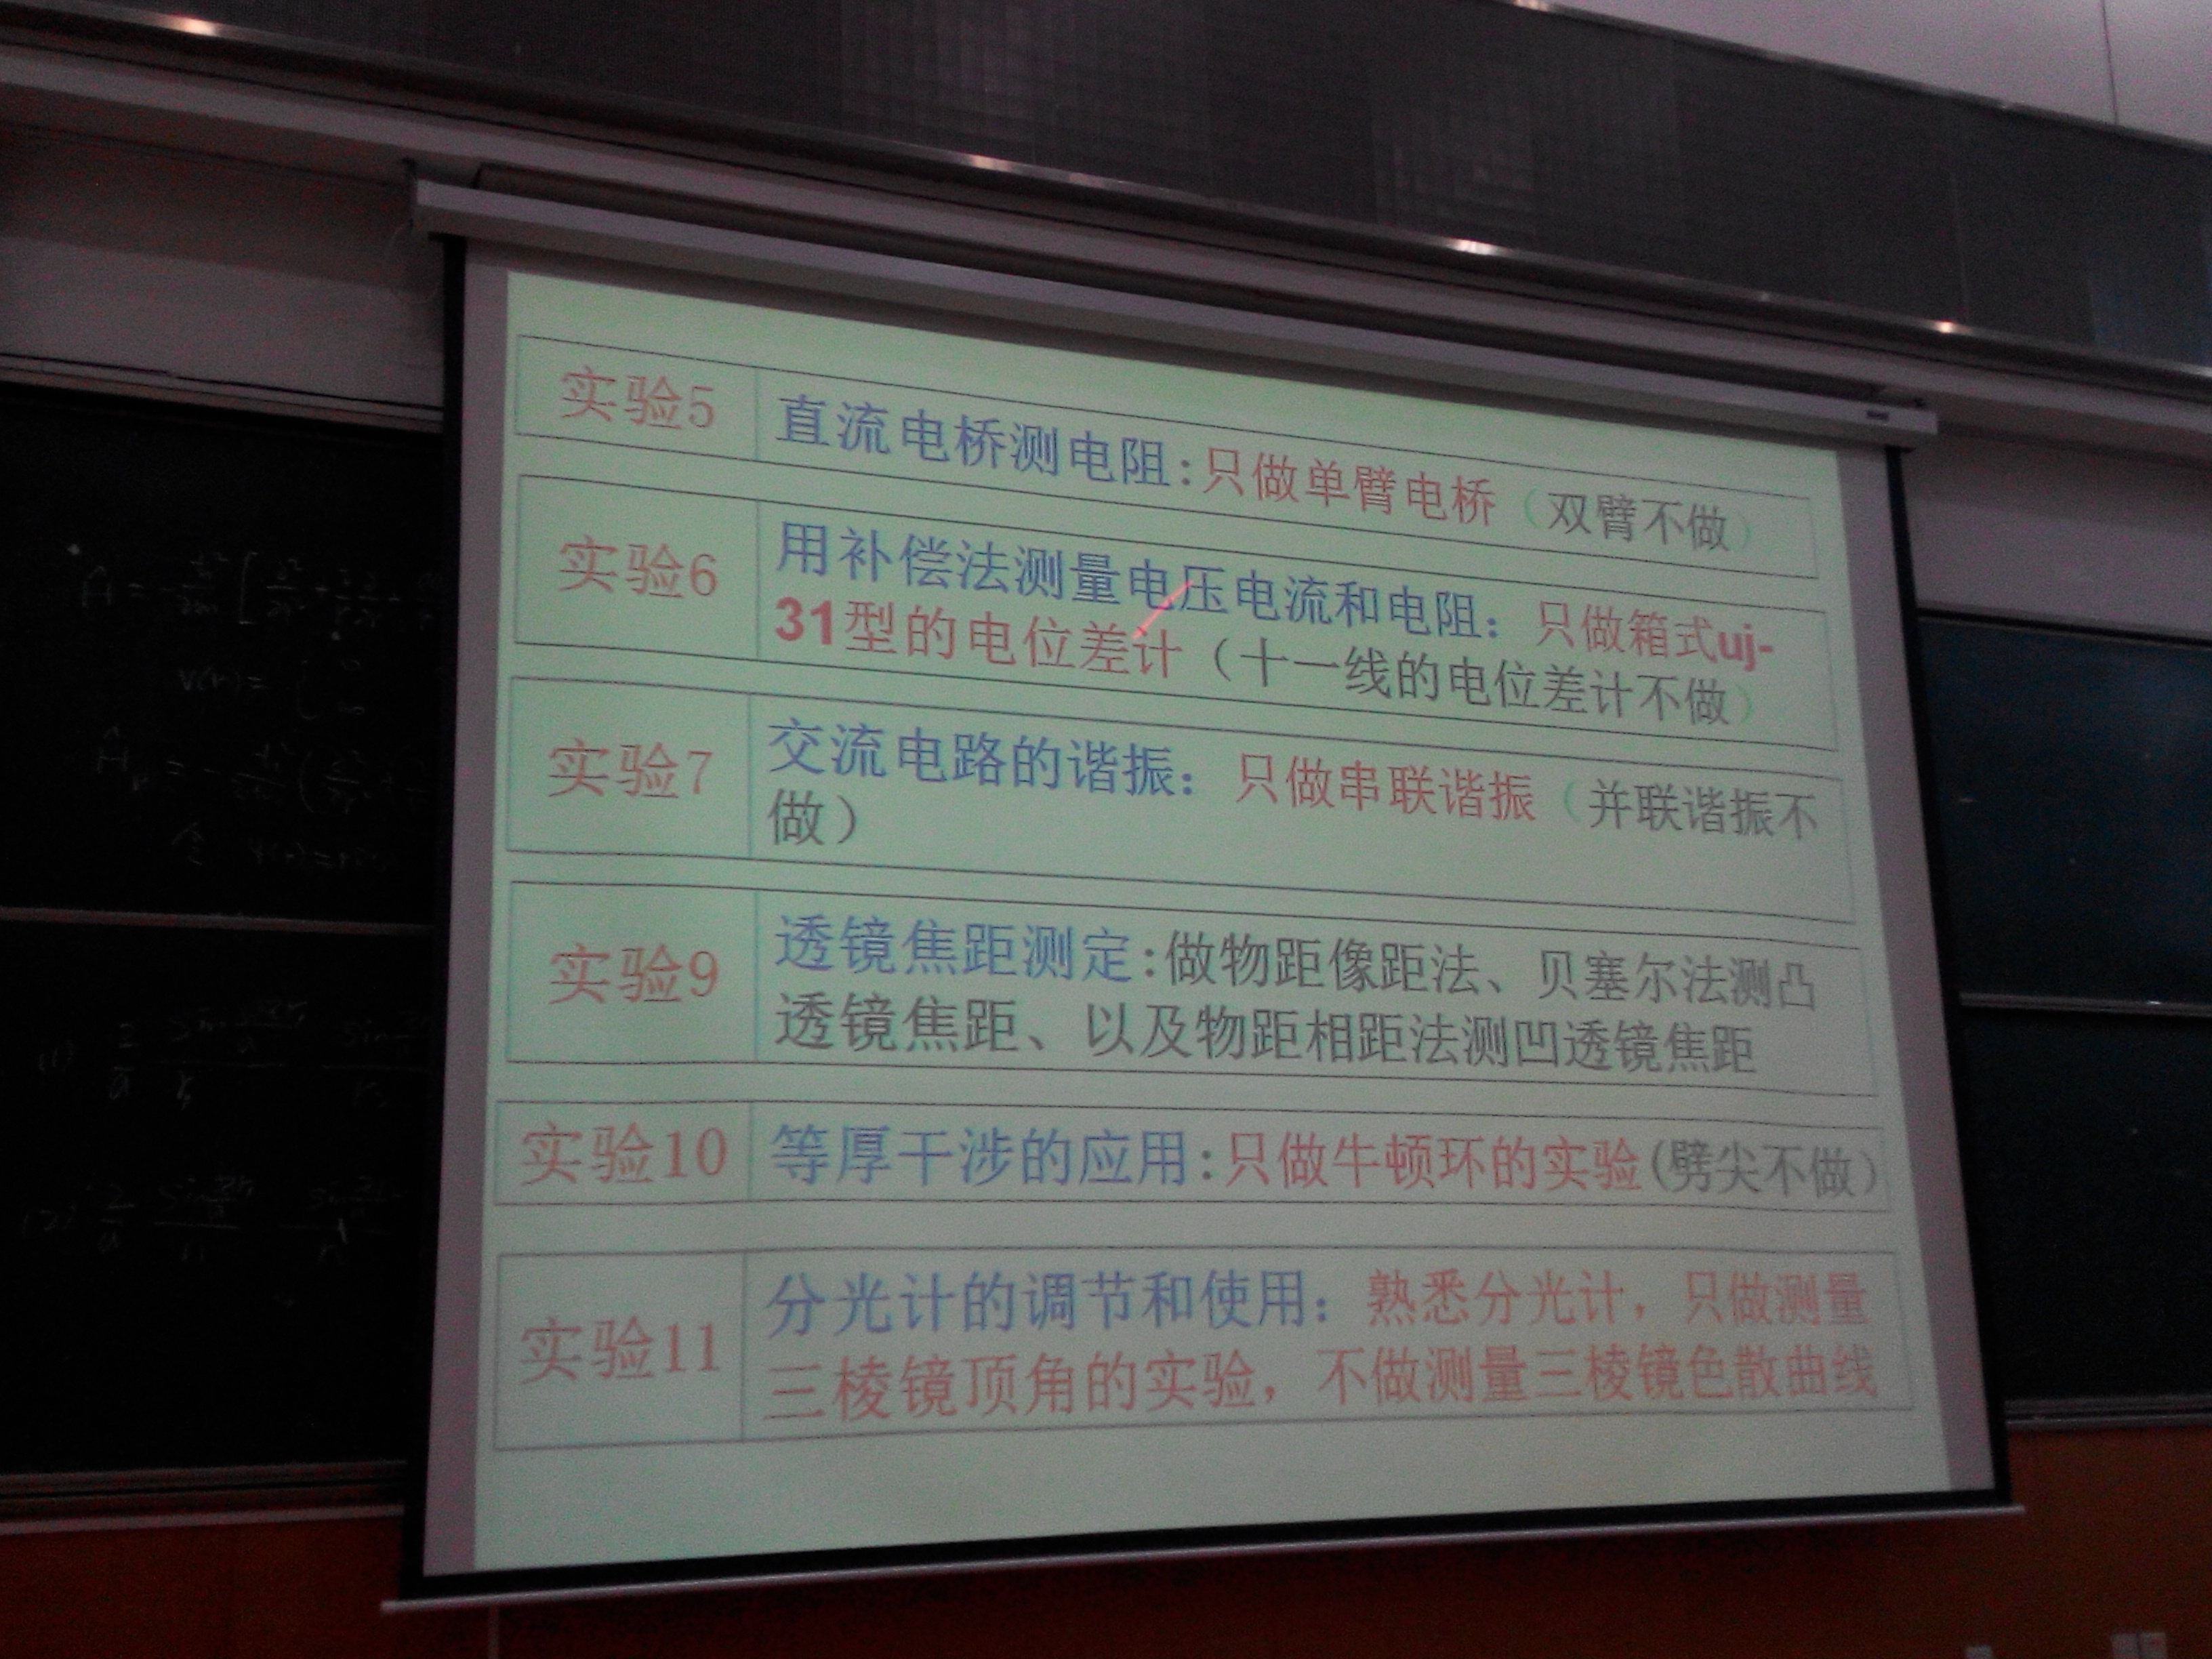 实验5
直流电桥测电阻:只做单臂电桥（双臂不做）
实验6
用补偿法测量电压电流和电阻：只做箱式uj-
31型的电位差计（十一线的电位差计不做）
实验7
交流电路的谐振：只做串联谐振（并联谐振不
做）
实验9
透镜焦距测定:做物距像距法、贝塞尔法测凸
透镜焦距、以及物距相距法测凹透镜焦距
实验10
等厚干涉的应用:只做牛顿环的实验(劈尖不做）
实验11
分光计的调节和使用：熟悉分光计，只做测量
三棱镜顶角的实验，不做测量三棱镜色散曲线